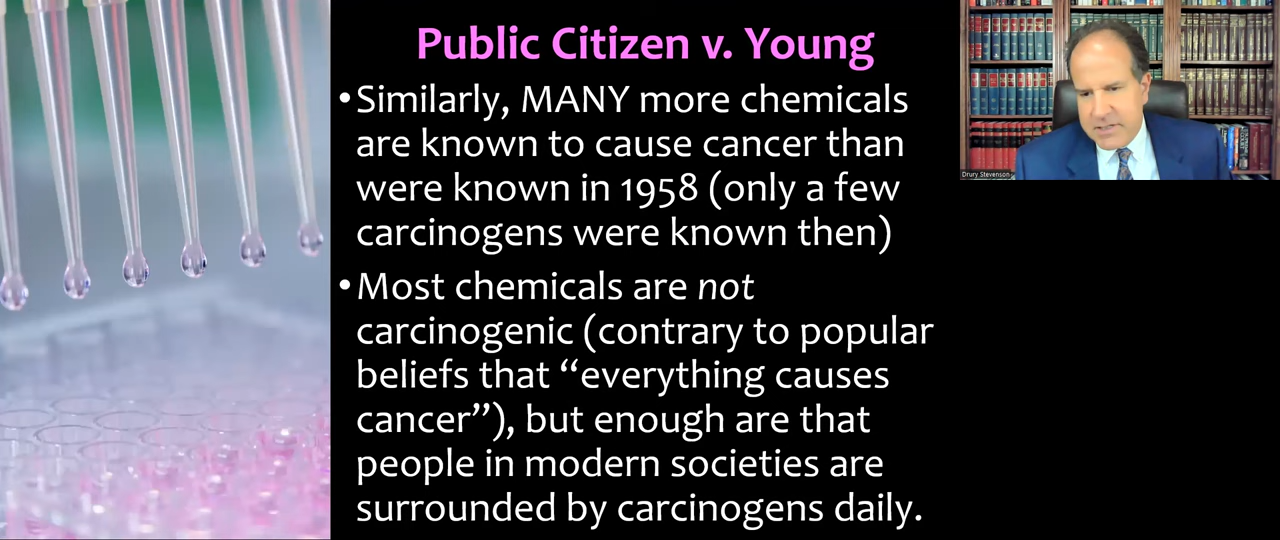 Public Citizen v. Young
•Similarly, MANY more chemicals
are known to cause cancer than
were known in 1958 (only a few
carcinogens were known then)
•Most chemicals are not
carcinogenic (contrary to popular
beliefs that “everything causes
cancer”), but enough are that
people in modern societies are
surrounded by carcinogens daily.
Drury Stevenson